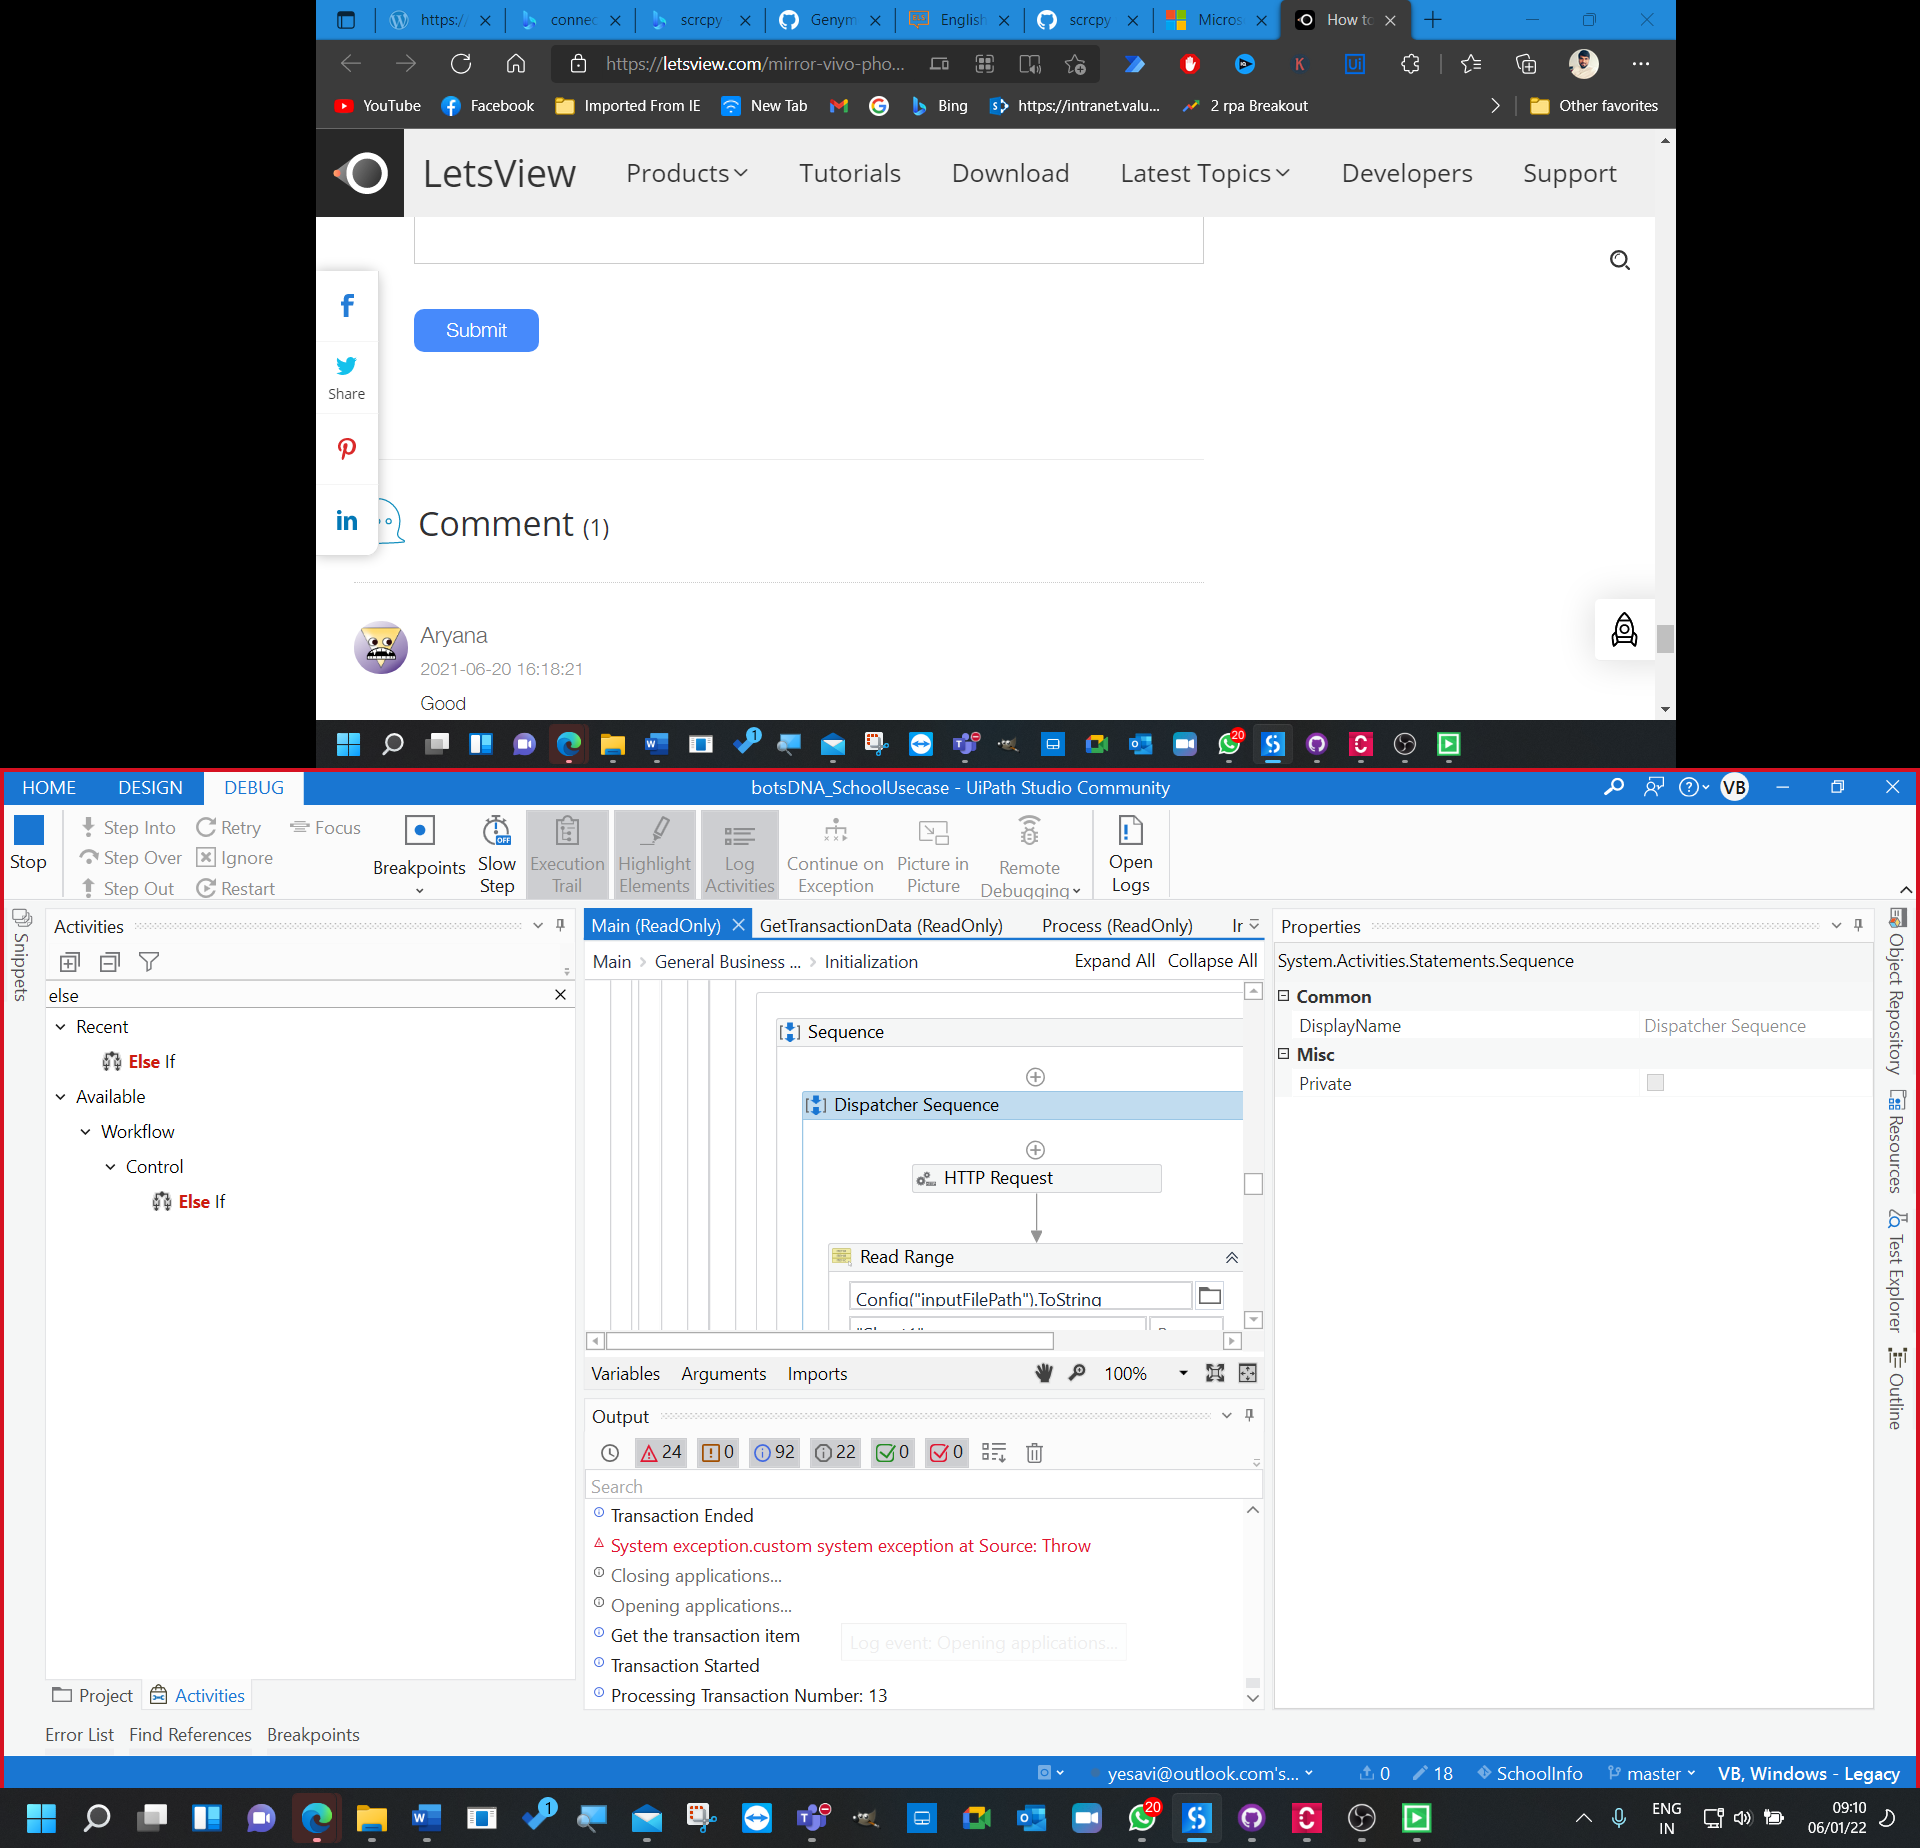 https:/
connec
scrcpy
Genym
English
scrcpy
Micros
How to
https://letsview.com/mirror-vivo-pho...
YouTube
Facebook
Imported From IE
New Tab
Bing
https://intranet.valu...
2 rpa Breakout
Other favorites
LetsView
Products
Tutorials
Download
Latest Topics
Developers
Support
Submit
Share
Comment (1)
Aryana
2021-06-20 16:18:21
Good
20
HOME
DESIGN
DEBUG
botsDNA_SchoolUsecase - UiPath Studio Community
VB
Stop
Step Into
Step Over
Step Out
Retry
Ignore
Restart
Focus
Breakpoints
Slow
Step
Execution
Trail
Highlight
Elements
Log
Activities
Continue on
Exception
Picture in
Picture
Remote
Debugging
Open
Logs
Snippets
Activities
else
Recent
Else If
Available
Workflow
Control
Else If
Main (ReadOnly)
GetTransactionData (ReadOnly)
Process (ReadOnly)
Ir
Main > General Business ... > Initialization
Expand All
Collapse All
Sequence
Dispatcher Sequence
HTTP Request
Read Range
Config("inputFilePath").ToString
Variables
Arguments
Imports
100%
Output
24
0
92
22
0
0
Search
Transaction Ended
System exception.custom system exception at Source: Throw
Closing applications...
Opening applications...
Get the transaction item
Log event: Opening applications...
Transaction Started
Processing Transaction Number: 13
Properties
System.Activities.Statements.Sequence
Common
DisplayName
Dispatcher Sequence
Misc
Private
Object Repository
Resources
Test Explorer
Outline
Project
Activities
Error List
Find References
Breakpoints
yesavi@outlook.com's...
0
18
SchoolInfo
master
VB, Windows - Legacy
20
ENG
IN
09:10
06/01/22